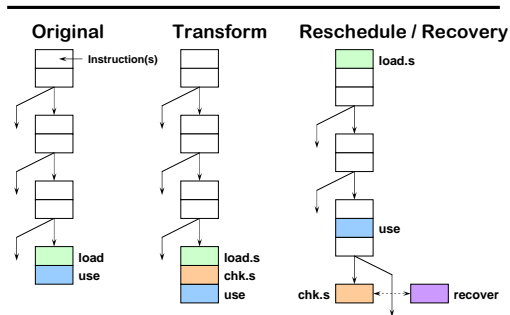 Original
Transform
Reschedule / Recovery
Instruction(s)
load
use
load.s
chk.s
use
load.s
use
chk.s
recover